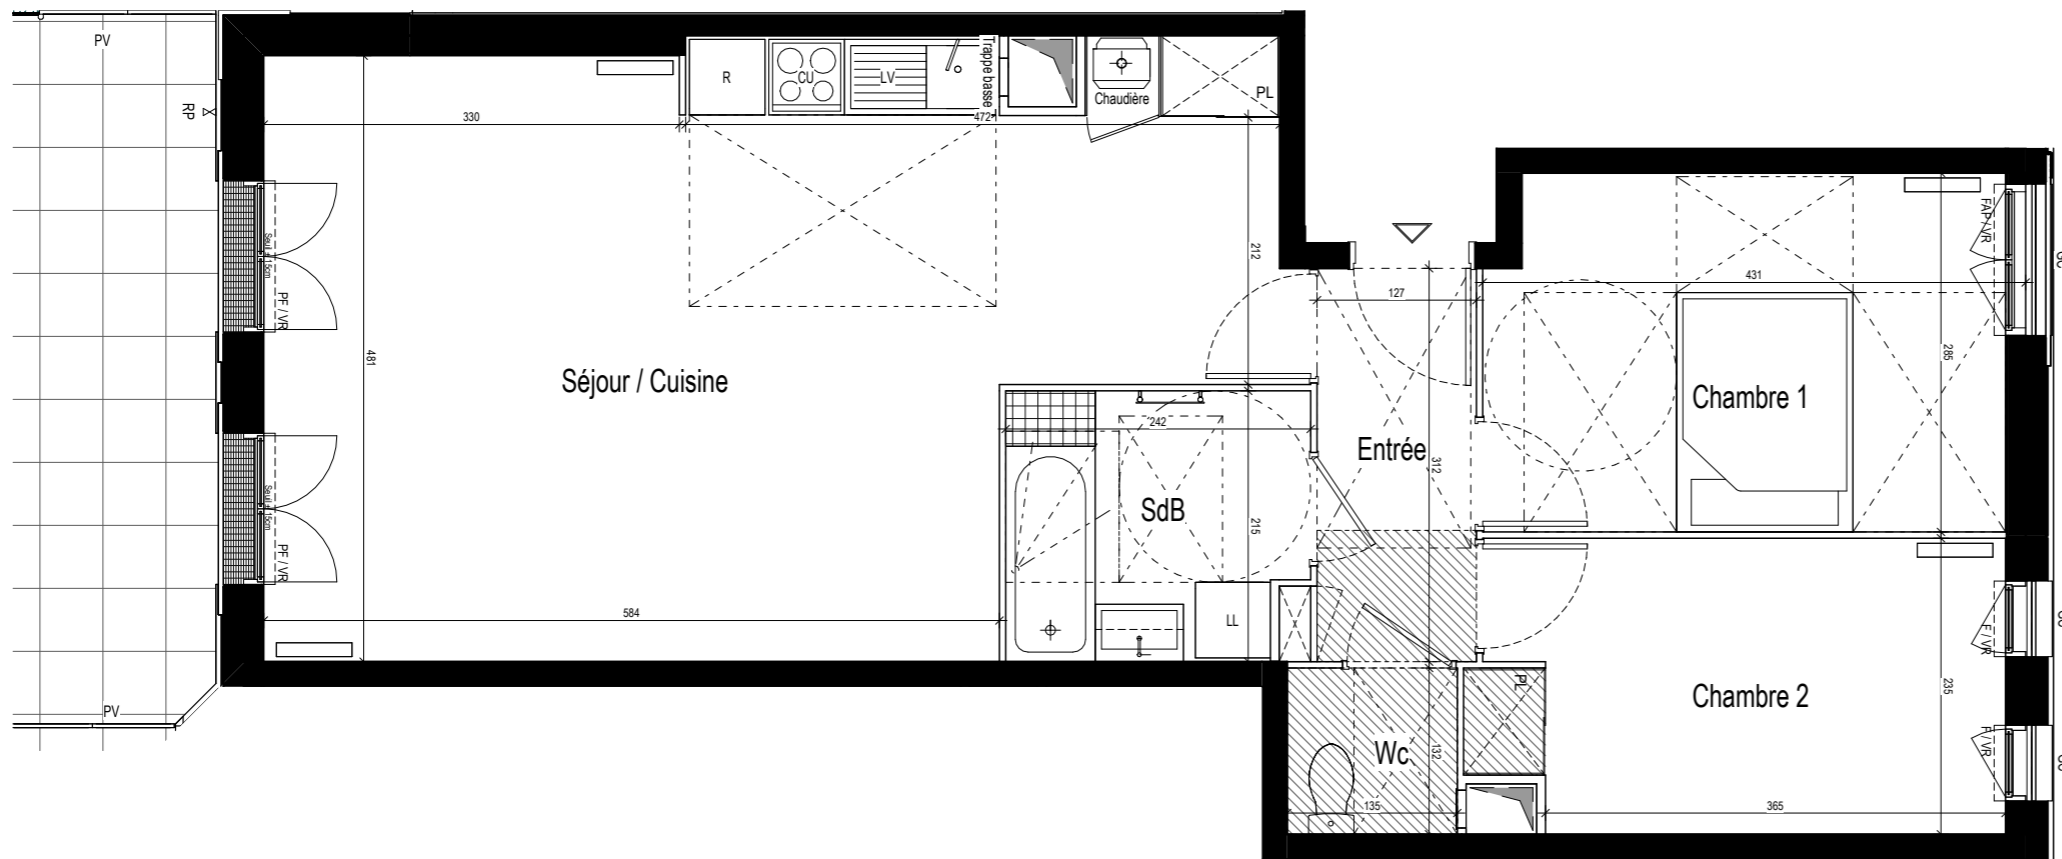 PV
RP
330
R
CU
LV
Trappe basse
472
Chaudière
PL
212
127
FAP / VR
431
285
Seuil ± 15cm
PF / VR
481
Séjour / Cuisine
Chambre 1
242
Entrée
312
SdB
215
Seuil ± 15cm
PF / VR
584
LL
F / VR
PL
235
Chambre 2
PV
Wc
132
F / VR
135
365